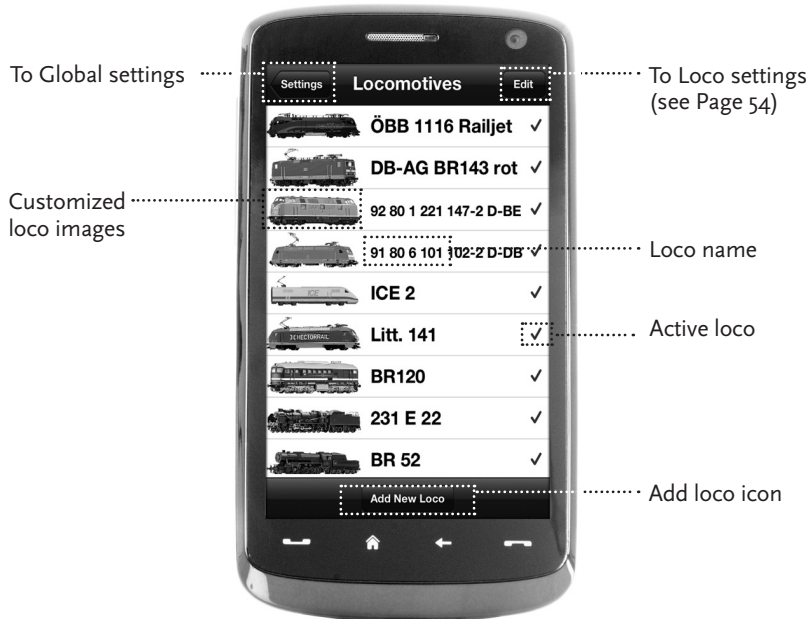 To Global settings
Settings
Locomotives
Edit
To Loco settings
(see Page 54)
ÖBB 1116 Railjet
DB-AG BR143 rot
Customized
loco images
92 80 1 221 147-2 D-BE
91 80 6 101 102-2 D-DB
Loco name
ICE
ICE 2
HECTORRAIL
Litt. 141
Active loco
BR120
231 E 22
BR 52
Add New Loco
Add loco icon